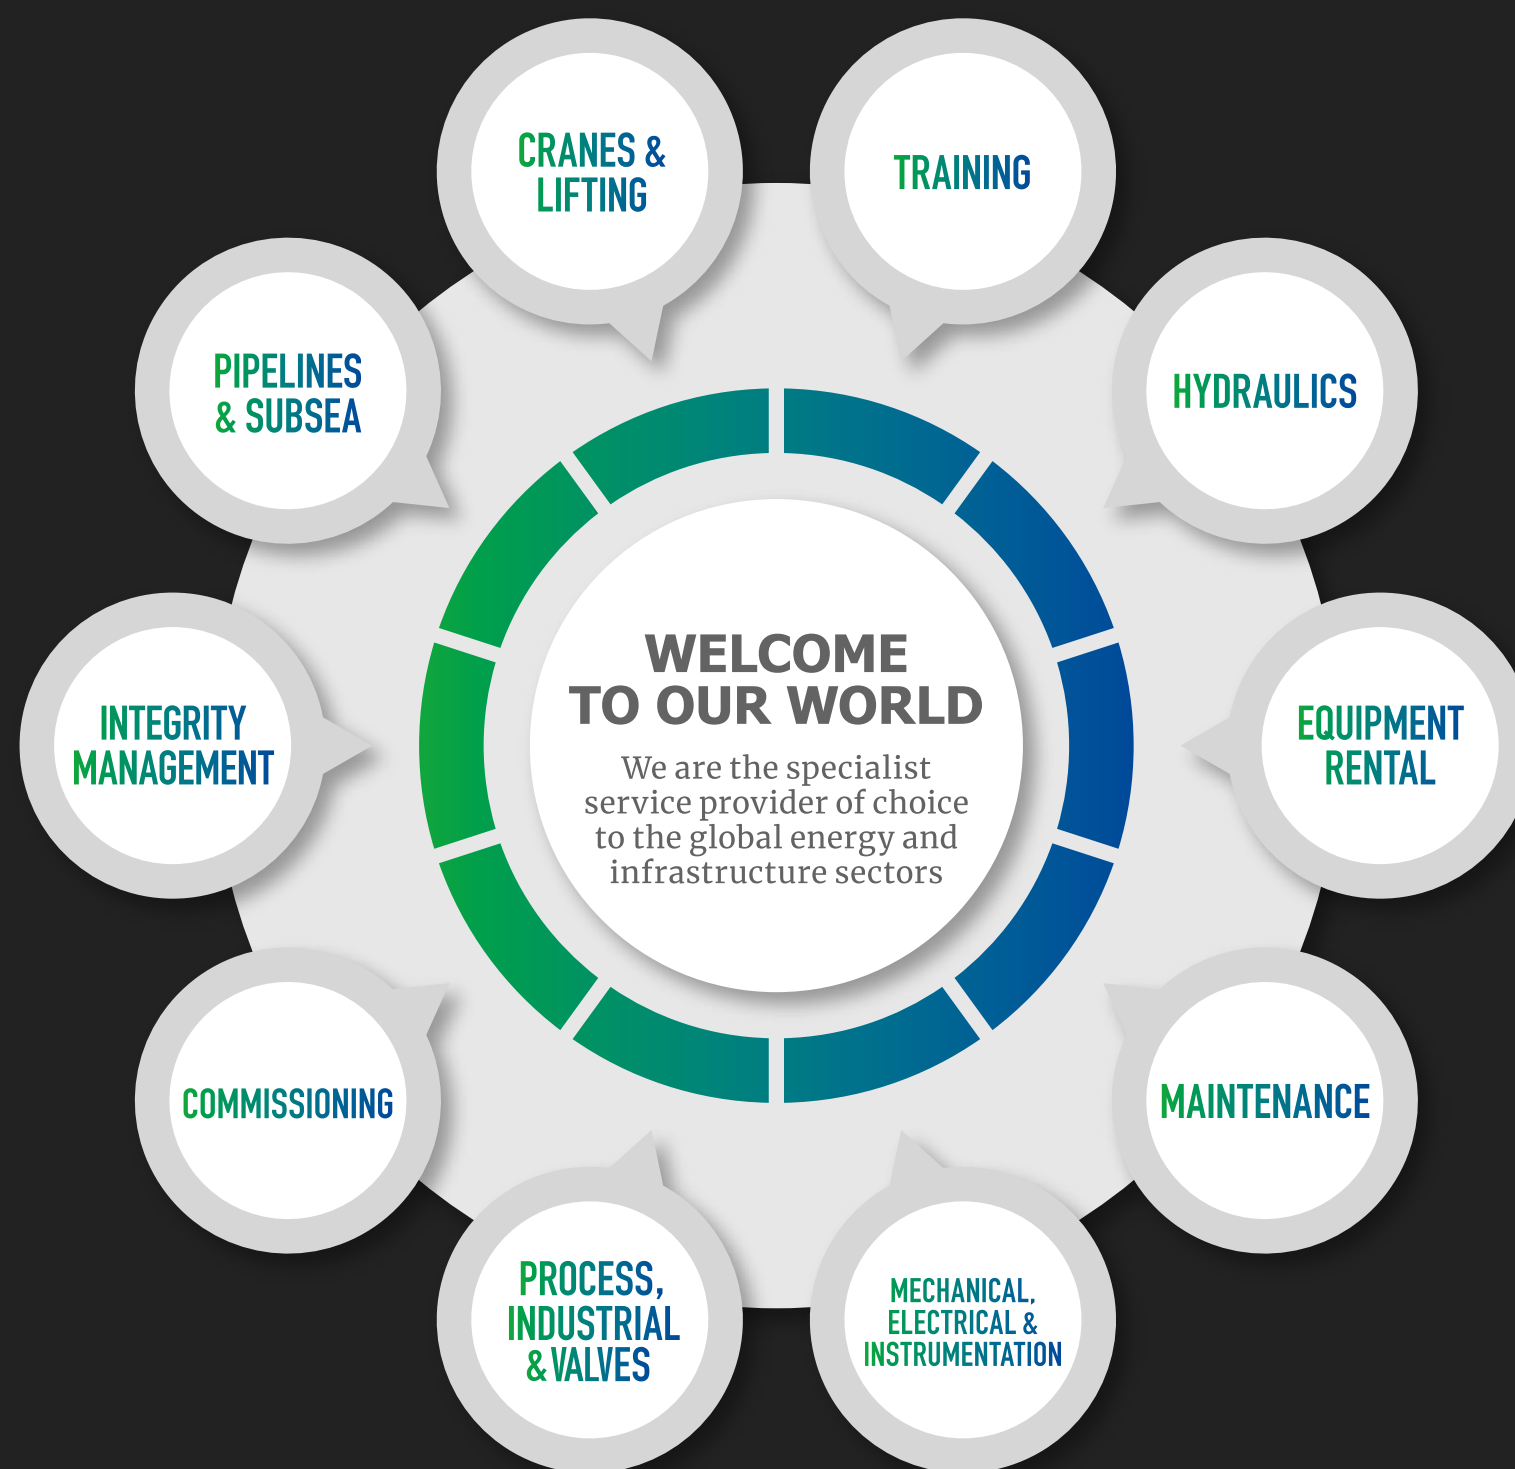 CRANES &
LIFTING
TRAINING
PIPELINES
& SUBSEA
HYDRAULICS
WELCOME
TO OUR WORLD
We are the specialist
service provider of choice
to the global energy and
infrastructure sectors
INTEGRITY
MANAGEMENT
EQUIPMENT
RENTAL
COMMISSIONING
MAINTENANCE
PROCESS,
INDUSTRIAL
& VALVES
MECHANICAL,
ELECTRICAL &
INSTRUMENTATION